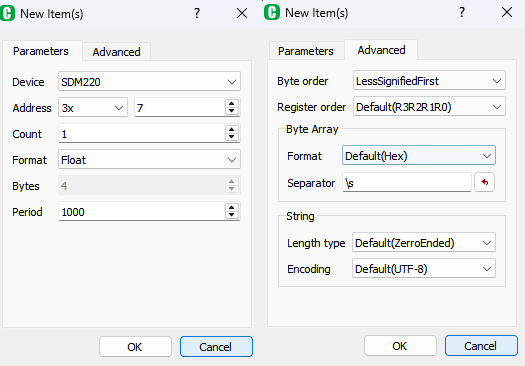 New Item(s) ?
Parameters Advanced
Device SDM220
Address 3x 7
Count 1
Format Float
Bytes 4
Period 1000
OK Cancel
New Item(s) ?
Parameters Advanced
Byte order LessSignifiedFirst
Register order Default(R3R2R1R0)
Byte Array
Format Default(Hex)
Separator \s
String
Length type Default(ZerroEnded)
Encoding Default(UTF-8)
OK Cancel